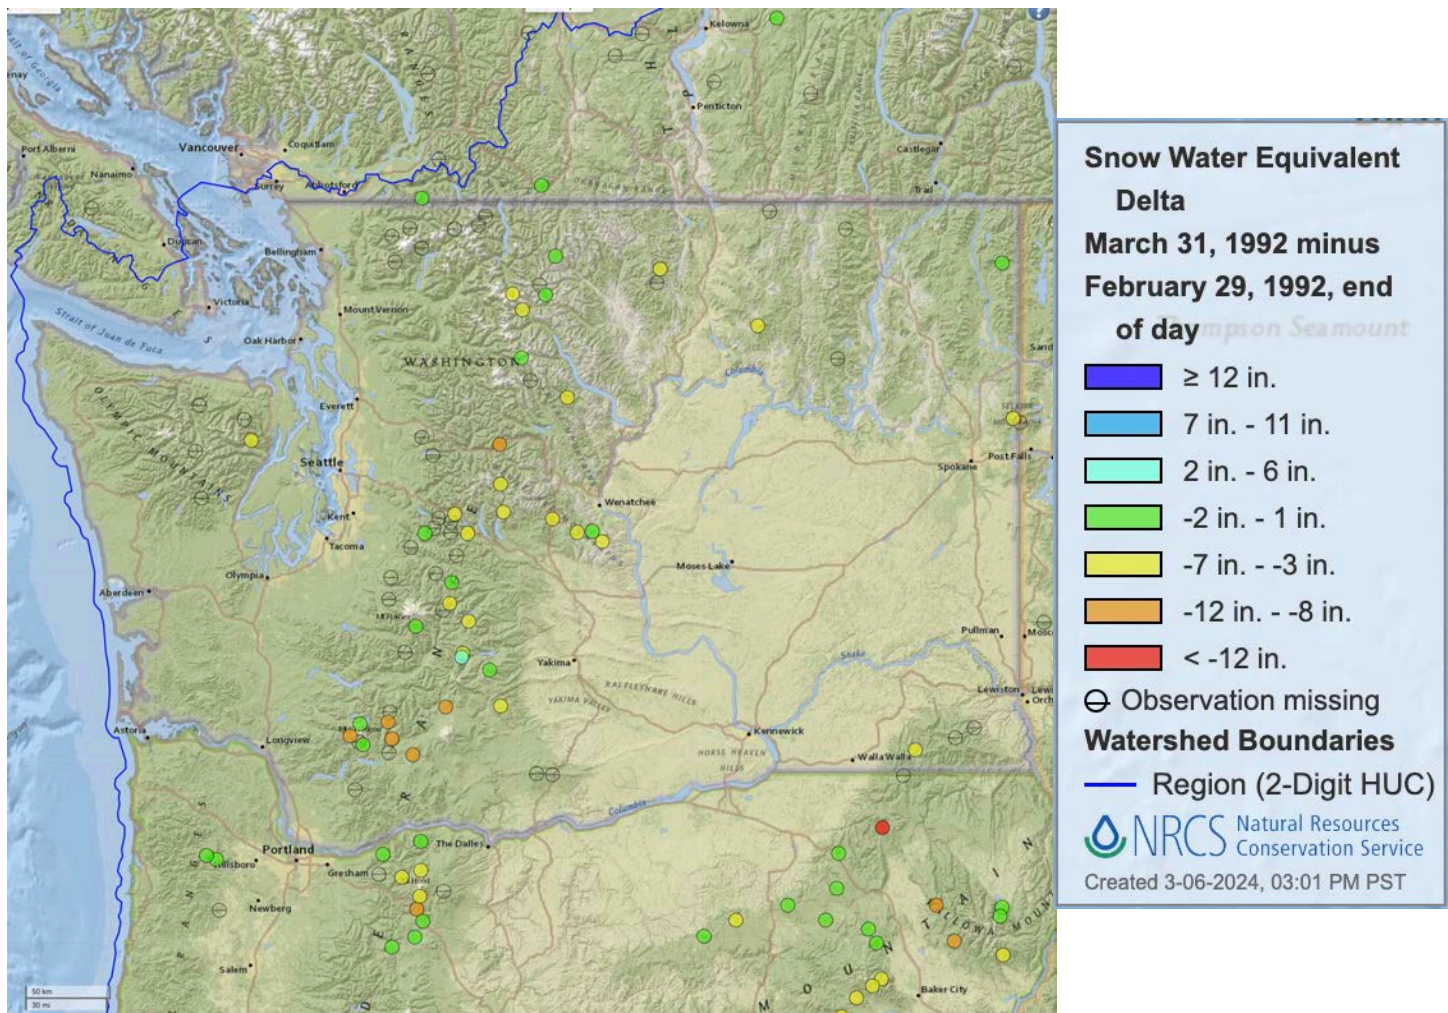 Kelowna
Penticton
Castlegar
Trail
Port Alberni
Nanaimo
Vancouver
Coquitlam
Surrey
Abbotsford
Duncan
Victoria
Bellingham
Strait of Juan de Fuca
Mount Vernon
Oak Harbor
WASHINGTON
Everett
OLYMPIC MOUNTAINS
Seattle
Kent
Tacoma
Olympia
Aberdeen
Columbia
Spokane
Post Falls
Wenatchee
Moses Lake
Pullman
Snake
Lewiston
Yakima
RATTLESNAKE HILLS
YAKIMA VALLEY
Kennewick
HORSE HEAVEN
HILLS
Walla Walla
Astoria
Longview
Columbia
Portland
The Dalles
Hillsboro
Gresham
Newberg
Salem
Baker City
50 km
30 mi
Snow Water Equivalent
Delta
March 31, 1992 minus
February 29, 1992, end
of day
Thompson Seamount
≥ 12 in.
7 in. - 11 in.
2 in. - 6 in.
-2 in. - 1 in.
-7 in. - -3 in.
-12 in. - -8 in.
< -12 in.
Observation missing
Watershed Boundaries
Region (2-Digit HUC)
NRCS Natural Resources
Conservation Service
Created 3-06-2024, 03:01 PM PST